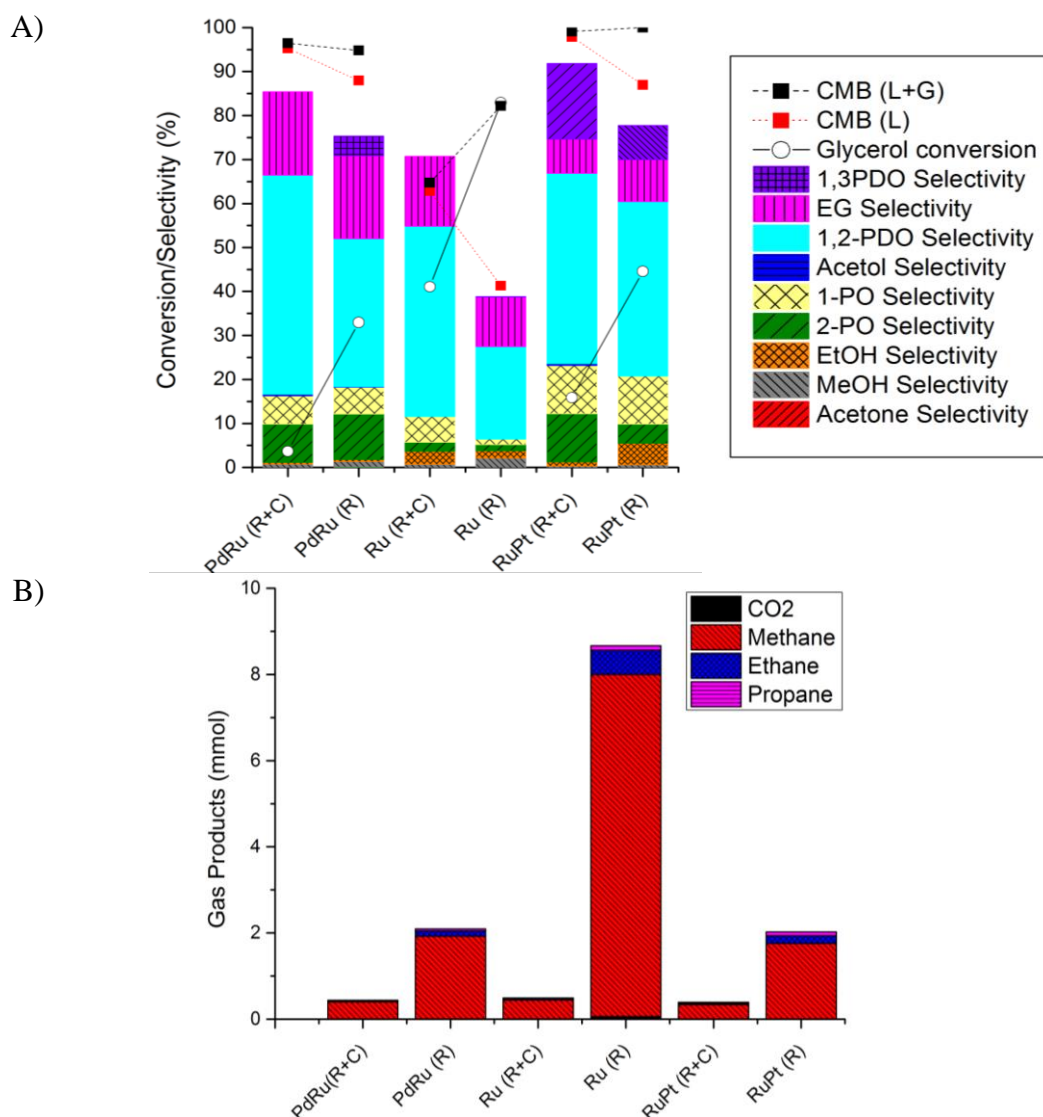 A)
Conversion/Selectivity (%)
100
90
80
70
60
50
40
30
20
10
0
PdRu (R+C)
PdRu (R)
Ru (R+C)
Ru (R)
RuPt (R+C)
RuPt (R)
CMB (L+G)
CMB (L)
Glycerol conversion
1,3PDO Selectivity
EG Selectivity
1,2-PDO Selectivity
Acetol Selectivity
1-PO Selectivity
2-PO Selectivity
EtOH Selectivity
MeOH Selectivity
Acetone Selectivity
B)
Gas Products (mmol)
10
8
6
4
2
0
PdRu(R+C)
PdRu (R)
Ru (R+C)
Ru (R)
RuPt (R+C)
RuPt (R)
CO2
Methane
Ethane
Propane